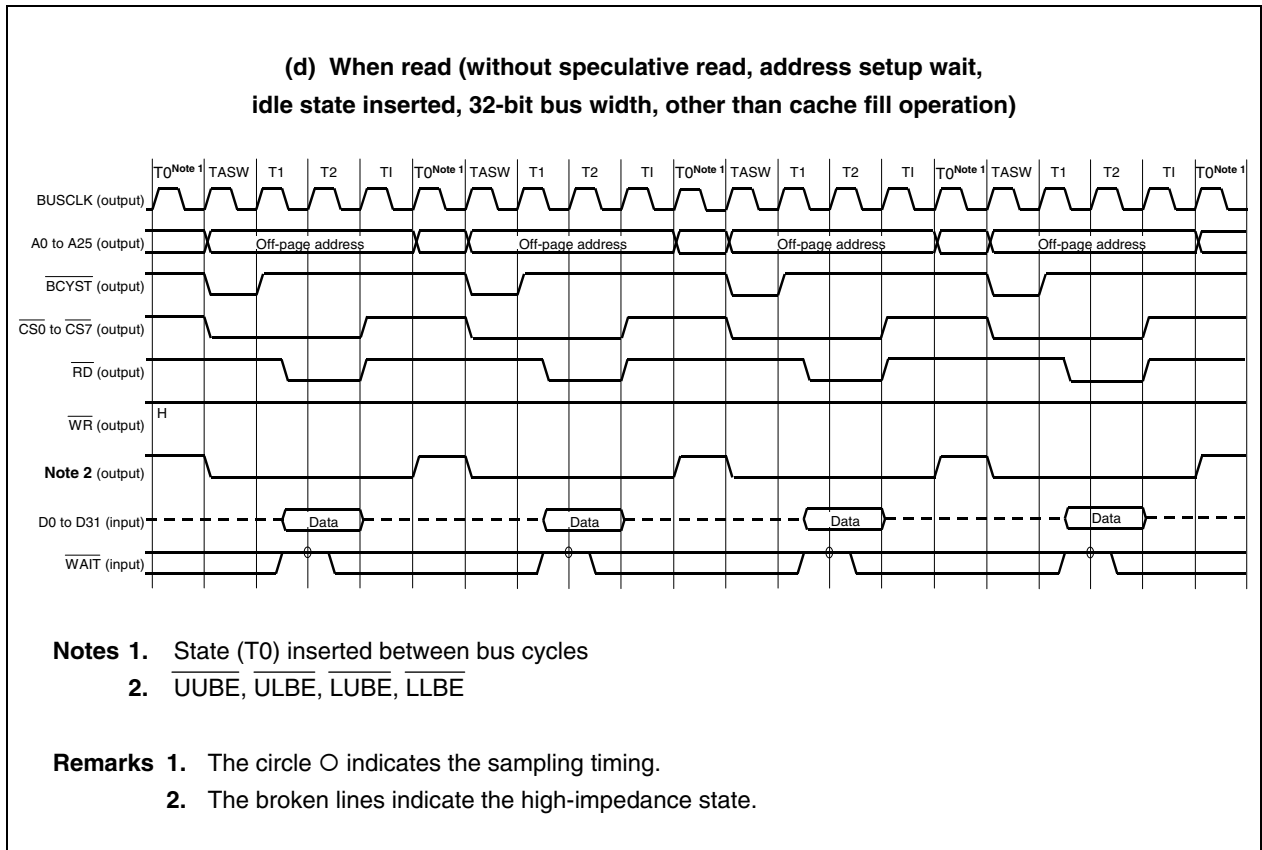 (d) When read (without speculative read, address setup wait,
idle state inserted, 32-bit bus width, other than cache fill operation)
T0Note 1 TASW T1 T2 TI T0Note 1 TASW T1 T2 TI T0Note 1 TASW T1 T2 TI T0Note 1 TASW T1 T2 TI T0Note 1
BUSCLK (output)
A0 to A25 (output) Off-page address Off-page address Off-page address Off-page address
BCYST (output)
CS0 to CS7 (output)
RD (output)
H
WR (output)
Note 2 (output)
D0 to D31 (input) Data Data Data Data
WAIT (input)
Notes 1. State (T0) inserted between bus cycles
2. UUBE, ULBE, LUBE, LLBE
Remarks 1. The circle O indicates the sampling timing.
2. The broken lines indicate the high-impedance state.